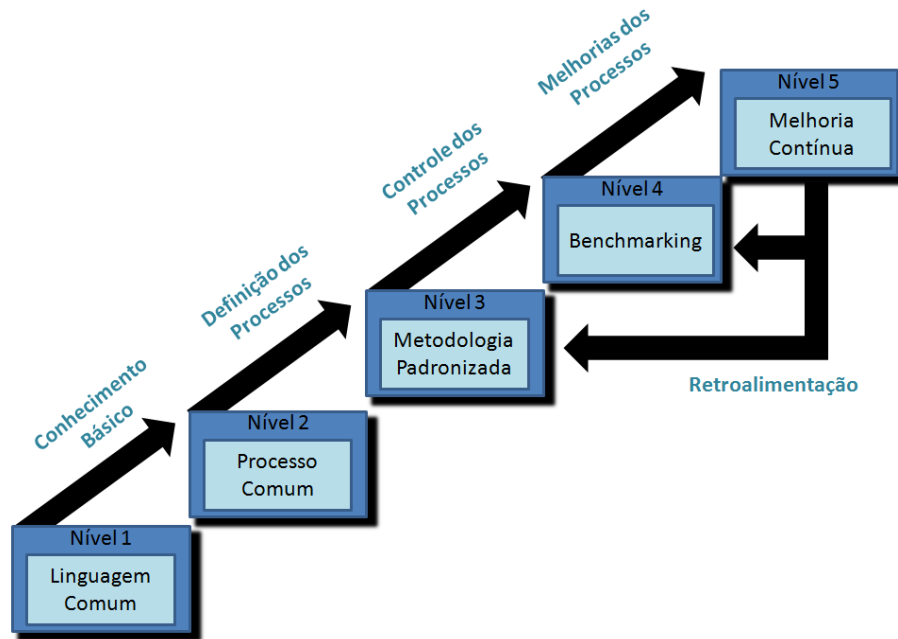 Melhorias dos
Processos
Nível 5
Melhoria
Contínua
Controle dos
Processos
Nível 4
Benchmarking
Definição dos
Processos
Nível 3
Metodologia
Padronizada
Retroalimentação
Conhecimento
Básico
Nível 2
Processo
Comum
Nível 1
Linguagem
Comum